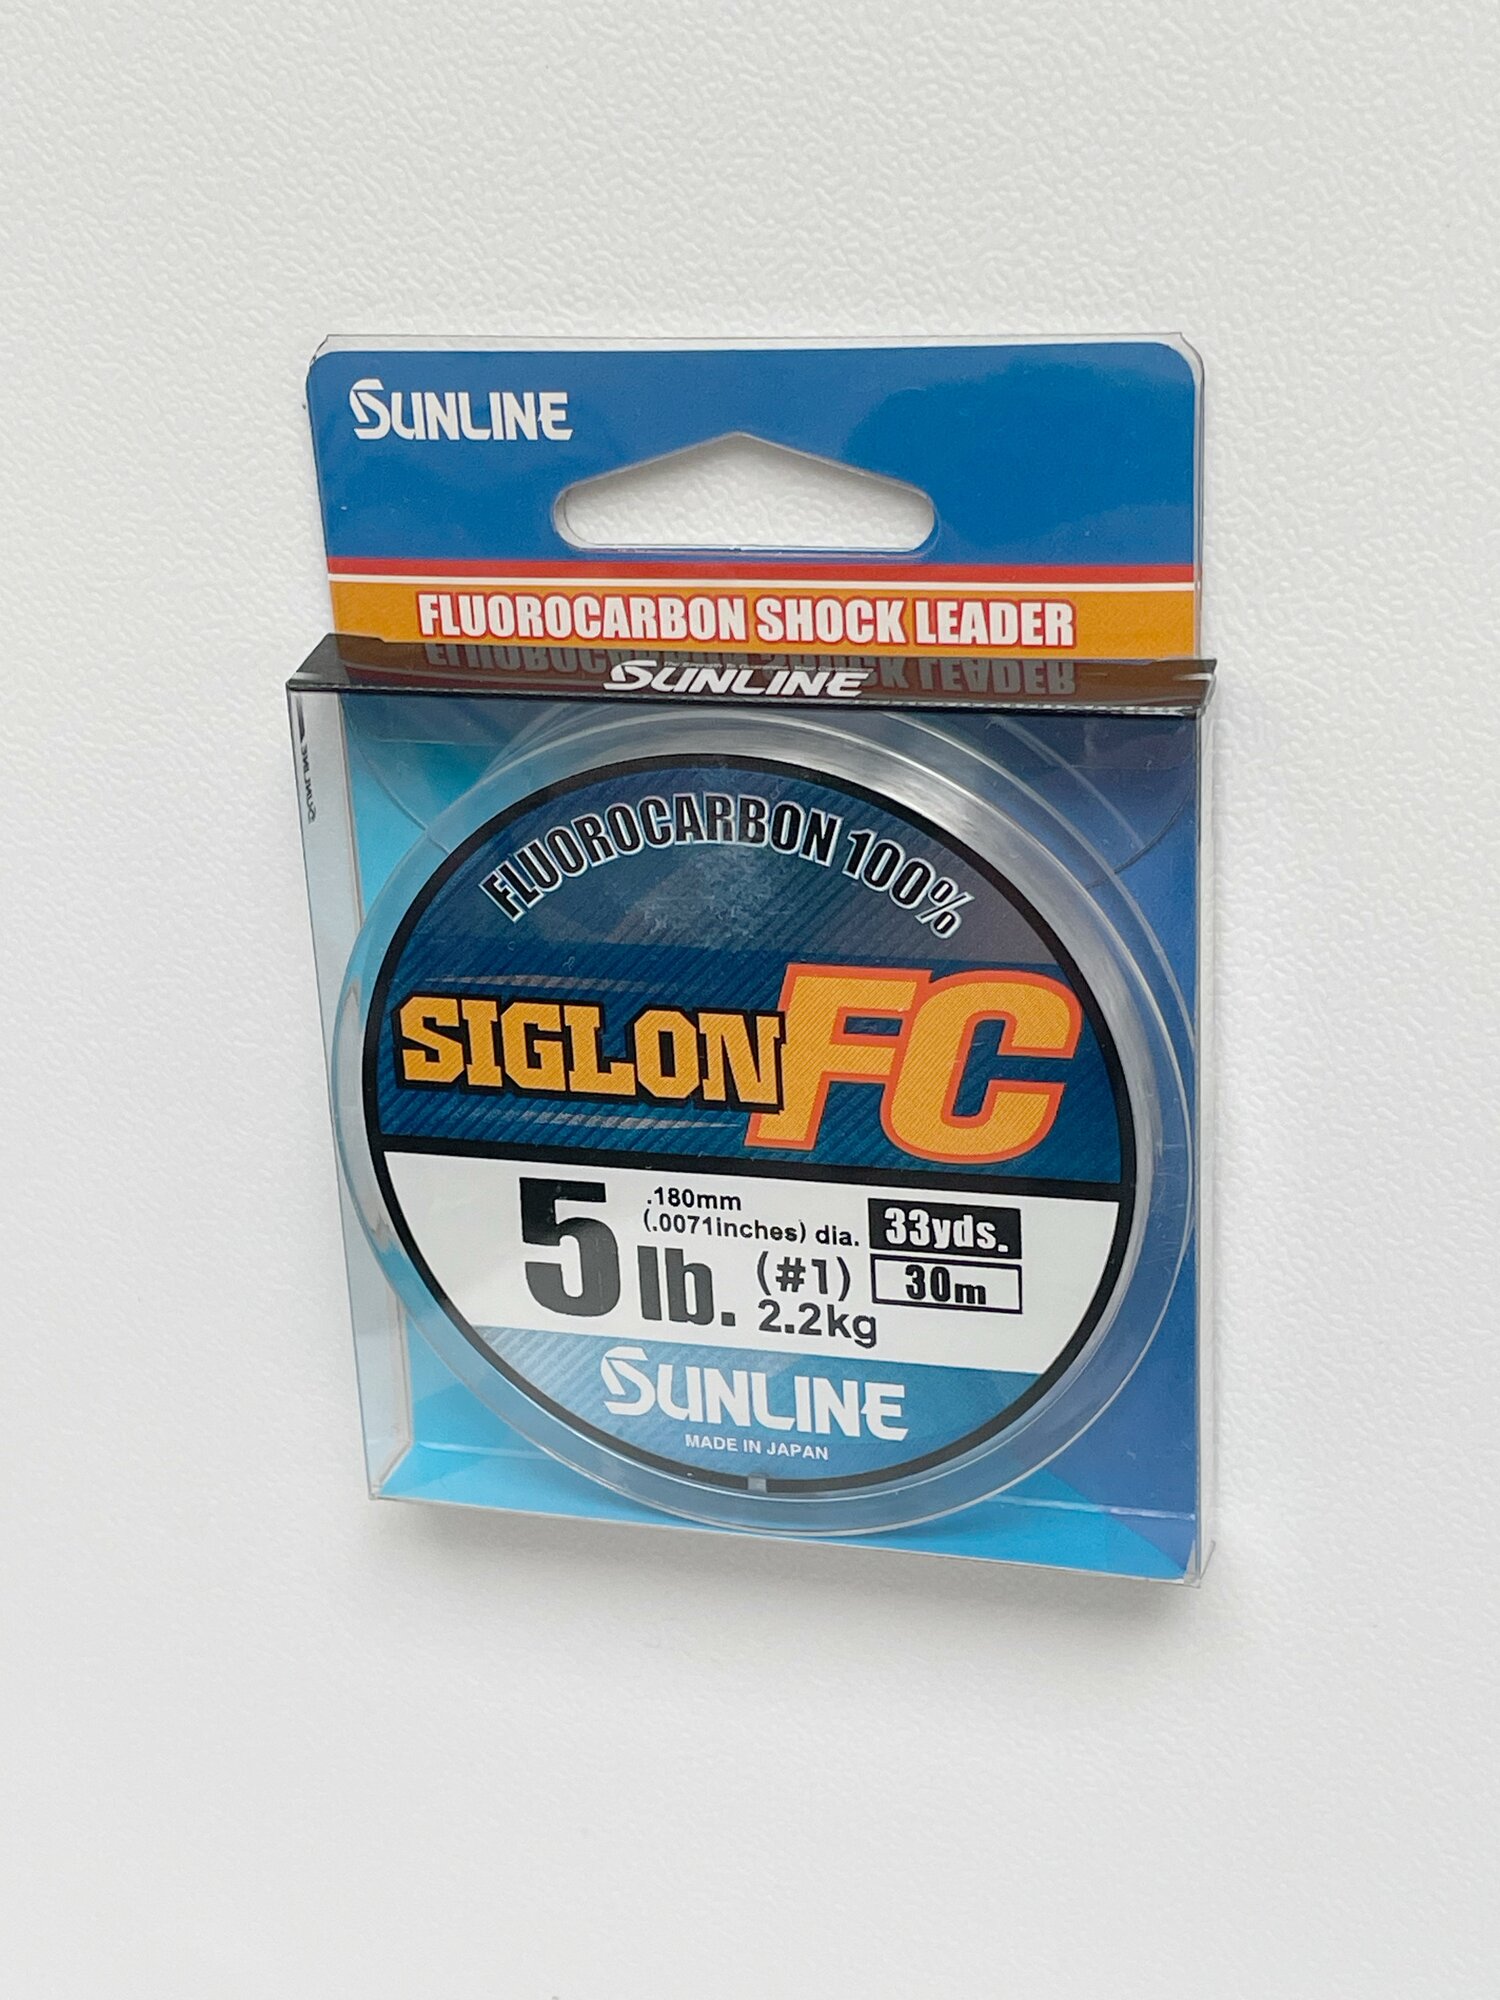 SUNLINE
FLUOROCARBON SHOCK LEADER
SUNLINE
SUNLINE
FLUOROCARBON 100%
SIGLON FC
5 lb.
.180mm
(.0071inches) dia.
(#1)
2.2kg
33yds.
30m
SUNLINE
MADE IN JAPAN